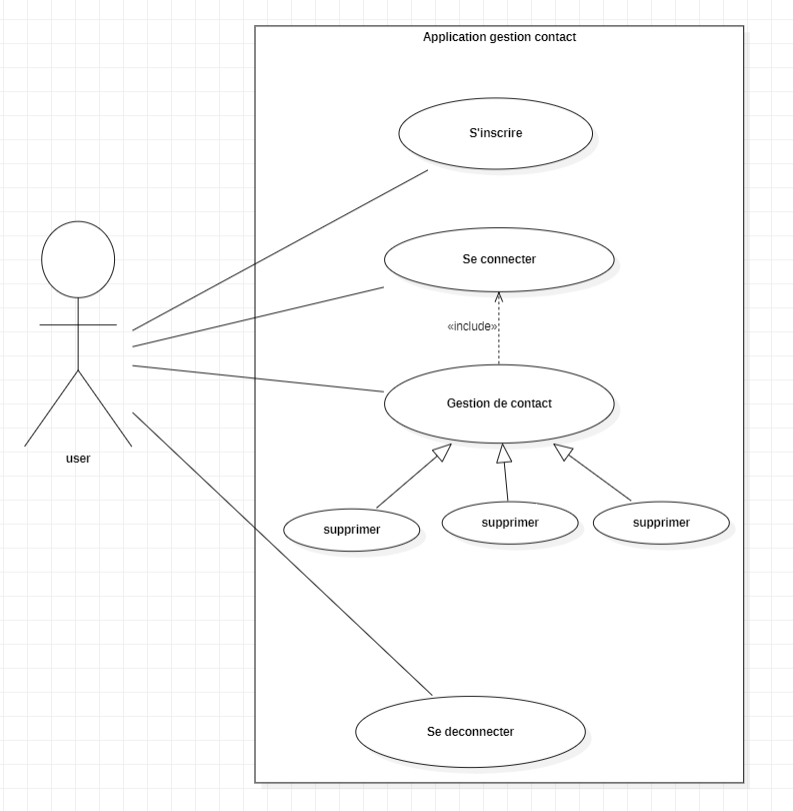 Application gestion contact
S'inscrire
Se connecter
«include»
Gestion de contact
supprimer
supprimer
supprimer
user
Se deconnecter